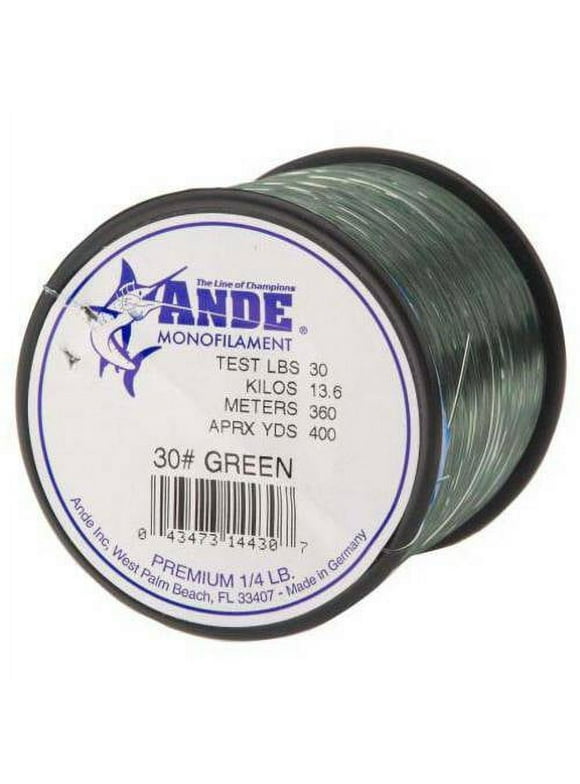 The Line of Champions
ANDE ®
MONOFILAMENT
TEST LBS 30
KILOS 13.6
METERS 360
APRX YDS 400
30# GREEN
0 43473 14430 7
PREMIUM 1/4 LB.
Ande Inc, West Palm Beach, FL 33407 - Made in Germany